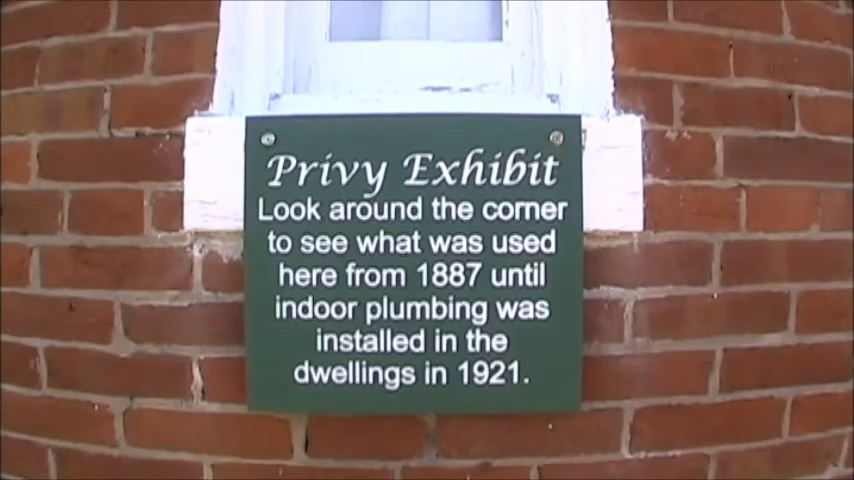 Privy Exhibit
Look around the corner
to see what was used
here from 1887 until
indoor plumbing was
installed in the
dwellings in 1921.